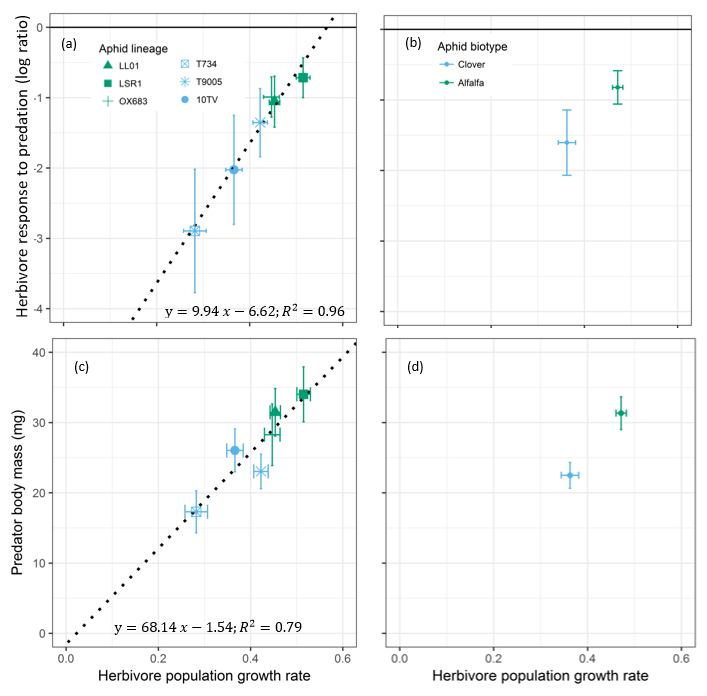 (a)
Aphid lineage
LL01
LSR1
OX683
T734
T9005
10TV
0
-1
-2
-3
-4
Herbivore response to predation (log ratio)
y = 9.94 x − 6.62; R² = 0.96
(b)
Aphid biotype
Clover
Alfalfa
(c)
40
30
20
10
0
Predator body mass (mg)
y = 68.14 x − 1.54; R² = 0.79
0.0 0.2 0.4 0.6
Herbivore population growth rate
(d)
0.0 0.2 0.4 0.6
Herbivore population growth rate